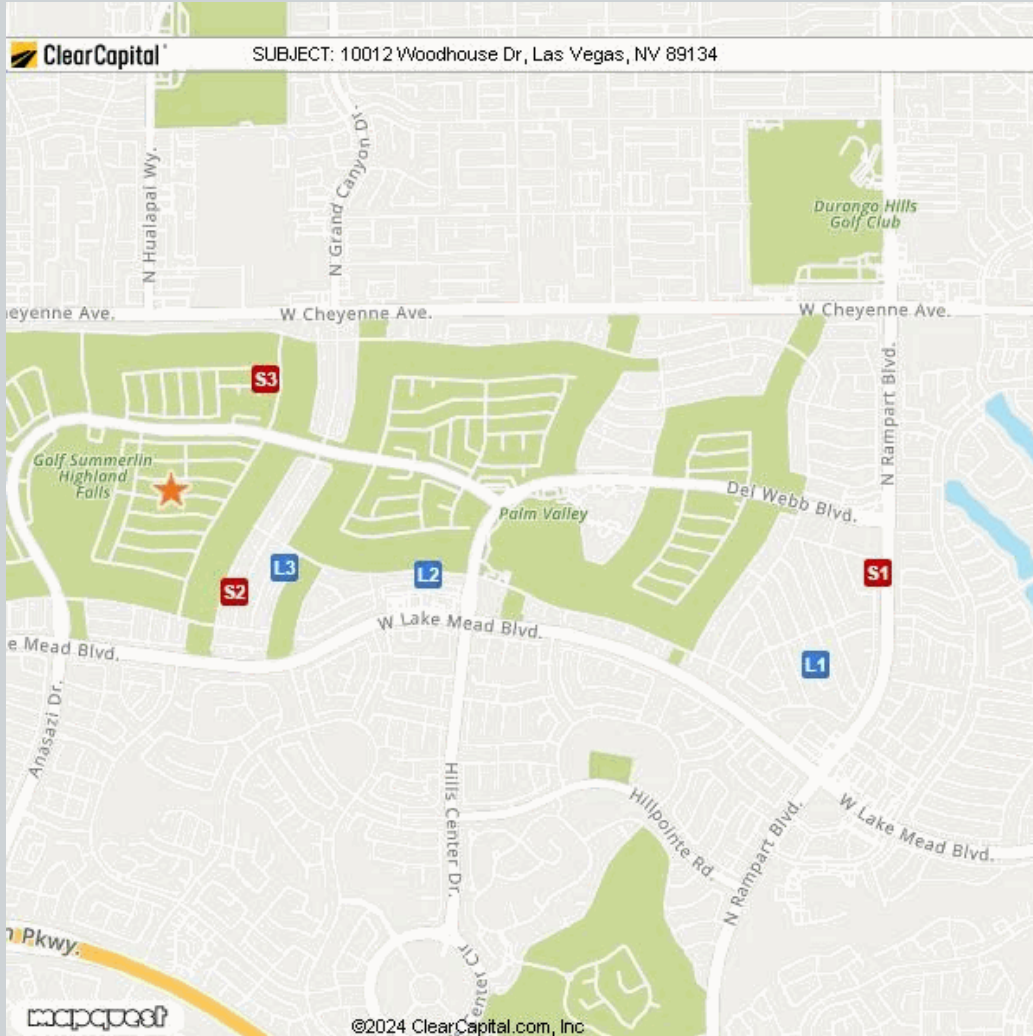 ClearCapital
SUBJECT: 10012 Woodhouse Dr, Las Vegas, NV 89134
N Hualapai Wy.
N Grand Canyon Dr.
Durango Hills
Golf Club
eyenne Ave.
W Cheyenne Ave.
W Cheyenne Ave.
N Rampart Blvd.
S3
Golf Summerlin
Highland
Falls
Del Webb Blvd.
Palm Valley
L3
L2
S1
S2
W Lake Mead Blvd.
e Mead Blvd.
L1
Anasazi Dr.
Hills Center Dr.
Hillpointe Rd.
W Lake Mead Blvd.
N Rampart Blvd.
n Pkwy.
enter Cir
mapquest
©2024 ClearCapital.com, Inc